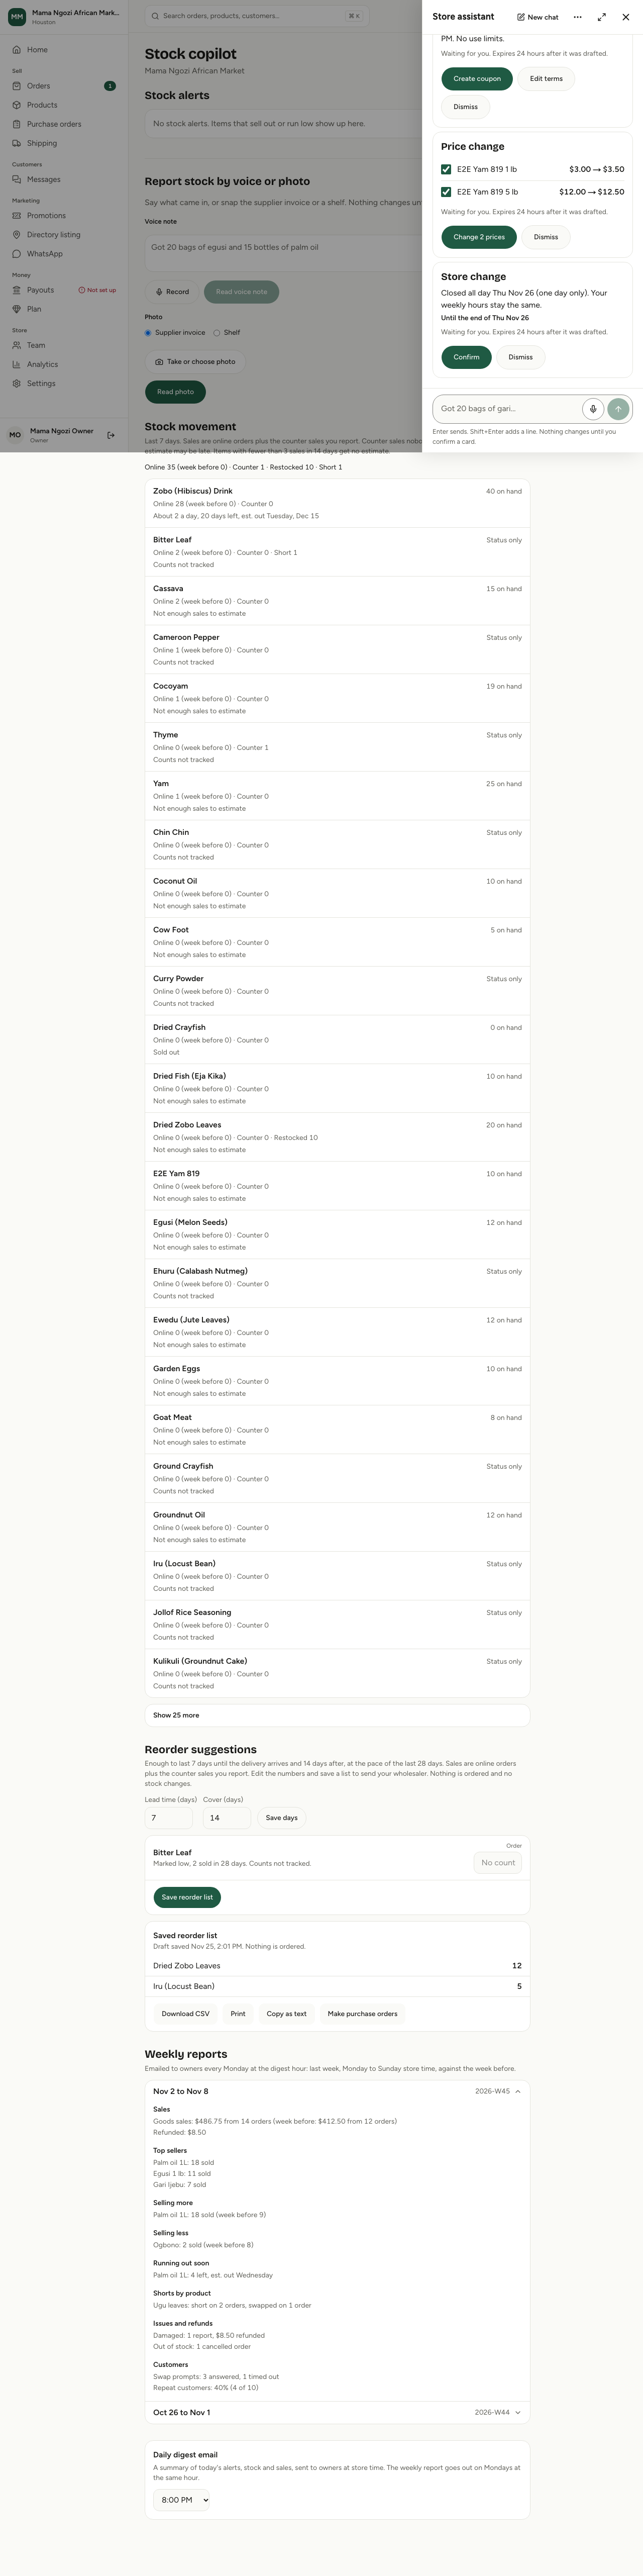 MM
Mama Ngozi African Mark...
Houston
Home
Sell
Orders
1
Products
Purchase orders
Shipping
Customers
Messages
Marketing
Promotions
Directory listing
WhatsApp
Money
Payouts
Not set up
Plan
Store
Team
Analytics
Settings
MO
Mama Ngozi Owner
Owner
Search orders, products, customers...
⌘ K
Stock copilot
Mama Ngozi African Market
Stock alerts
No stock alerts. Items that sell out or run low show up here.
Report stock by voice or photo
Say what came in, or snap the supplier invoice or a shelf. Nothing changes
Voice note
Got 20 bags of egusi and 15 bottles of palm oil
Record
Read voice note
Photo
Supplier invoice
Shelf
Take or choose photo
Read photo
Stock movement
Last 7 days. Sales are online orders plus the counter sales you report. Counter sales
estimate may be late. Items with fewer than 3 sales in 14 days get no estimate.
Store assistant
New chat
PM. No use limits.
Waiting for you. Expires 24 hours after it was drafted.
Create coupon
Edit terms
Dismiss
Price change
E2E Yam 819 1 lb
$3.00 → $3.50
E2E Yam 819 5 lb
$12.00 → $12.50
Waiting for you. Expires 24 hours after it was drafted.
Change 2 prices
Dismiss
Store change
Closed all day Thu Nov 26 (one day only). Your
weekly hours stay the same.
Until the end of Thu Nov 26
Waiting for you. Expires 24 hours after it was drafted.
Confirm
Dismiss
Got 20 bags of gari...
Enter sends. Shift+Enter adds a line. Nothing changes until you
confirm a card.
Online 35 (week before 0) · Counter 1 · Restocked 10 · Short 1
Zobo (Hibiscus) Drink
40 on hand
Online 28 (week before 0) · Counter 0
About 2 a day, 20 days left, est. out Tuesday, Dec 15
Bitter Leaf
Status only
Online 2 (week before 0) · Counter 0 · Short 1
Counts not tracked
Cassava
15 on hand
Online 2 (week before 0) · Counter 0
Not enough sales to estimate
Cameroon Pepper
Status only
Online 1 (week before 0) · Counter 0
Counts not tracked
Cocoyam
19 on hand
Online 1 (week before 0) · Counter 0
Not enough sales to estimate
Thyme
Status only
Online 0 (week before 0) · Counter 1
Counts not tracked
Yam
25 on hand
Online 1 (week before 0) · Counter 0
Not enough sales to estimate
Chin Chin
Status only
Online 0 (week before 0) · Counter 0
Counts not tracked
Coconut Oil
10 on hand
Online 0 (week before 0) · Counter 0
Not enough sales to estimate
Cow Foot
5 on hand
Online 0 (week before 0) · Counter 0
Not enough sales to estimate
Curry Powder
Status only
Online 0 (week before 0) · Counter 0
Counts not tracked
Dried Crayfish
0 on hand
Online 0 (week before 0) · Counter 0
Sold out
Dried Fish (Eja Kika)
10 on hand
Online 0 (week before 0) · Counter 0
Not enough sales to estimate
Dried Zobo Leaves
20 on hand
Online 0 (week before 0) · Counter 0 · Restocked 10
Not enough sales to estimate
E2E Yam 819
10 on hand
Online 0 (week before 0) · Counter 0
Not enough sales to estimate
Egusi (Melon Seeds)
12 on hand
Online 0 (week before 0) · Counter 0
Not enough sales to estimate
Ehuru (Calabash Nutmeg)
Status only
Online 0 (week before 0) · Counter 0
Counts not tracked
Ewedu (Jute Leaves)
12 on hand
Online 0 (week before 0) · Counter 0
Not enough sales to estimate
Garden Eggs
10 on hand
Online 0 (week before 0) · Counter 0
Not enough sales to estimate
Goat Meat
8 on hand
Online 0 (week before 0) · Counter 0
Not enough sales to estimate
Ground Crayfish
Status only
Online 0 (week before 0) · Counter 0
Counts not tracked
Groundnut Oil
12 on hand
Online 0 (week before 0) · Counter 0
Not enough sales to estimate
Iru (Locust Bean)
Status only
Online 0 (week before 0) · Counter 0
Counts not tracked
Jollof Rice Seasoning
Status only
Online 0 (week before 0) · Counter 0
Counts not tracked
Kulikuli (Groundnut Cake)
Status only
Online 0 (week before 0) · Counter 0
Counts not tracked
Show 25 more
Reorder suggestions
Enough to last 7 days until the delivery arrives and 14 days after, at the pace of the last 28 days. Sales are online orders
plus the counter sales you report. Edit the numbers and save a list to send your wholesaler. Nothing is ordered and no
stock changes.
Lead time (days)
Cover (days)
7
14
Save days
Bitter Leaf
Marked low, 2 sold in 28 days. Counts not tracked.
Order
No count
Save reorder list
Saved reorder list
Draft saved Nov 25, 2:01 PM. Nothing is ordered.
Dried Zobo Leaves
12
Iru (Locust Bean)
5
Download CSV
Print
Copy as text
Make purchase orders
Weekly reports
Emailed to owners every Monday at the digest hour: last week, Monday to Sunday store time, against the week before.
Nov 2 to Nov 8
2026-W45
Sales
Goods sales: $486.75 from 14 orders (week before: $412.50 from 12 orders)
Refunded: $8.50
Top sellers
Palm oil 1L: 18 sold
Egusi 1 lb: 11 sold
Gari Ijebu: 7 sold
Selling more
Palm oil 1L: 18 sold (week before 9)
Selling less
Ogbono: 2 sold (week before 8)
Running out soon
Palm oil 1L: 4 left, est. out Wednesday
Shorts by product
Ugu leaves: short on 2 orders, swapped on 1 order
Issues and refunds
Damaged: 1 report, $8.50 refunded
Out of stock: 1 cancelled order
Customers
Swap prompts: 3 answered, 1 timed out
Repeat customers: 40% (4 of 10)
Oct 26 to Nov 1
2026-W44
Daily digest email
A summary of today's alerts, stock and sales, sent to owners at store time. The weekly report goes out on Mondays at
the same hour.
8:00 PM